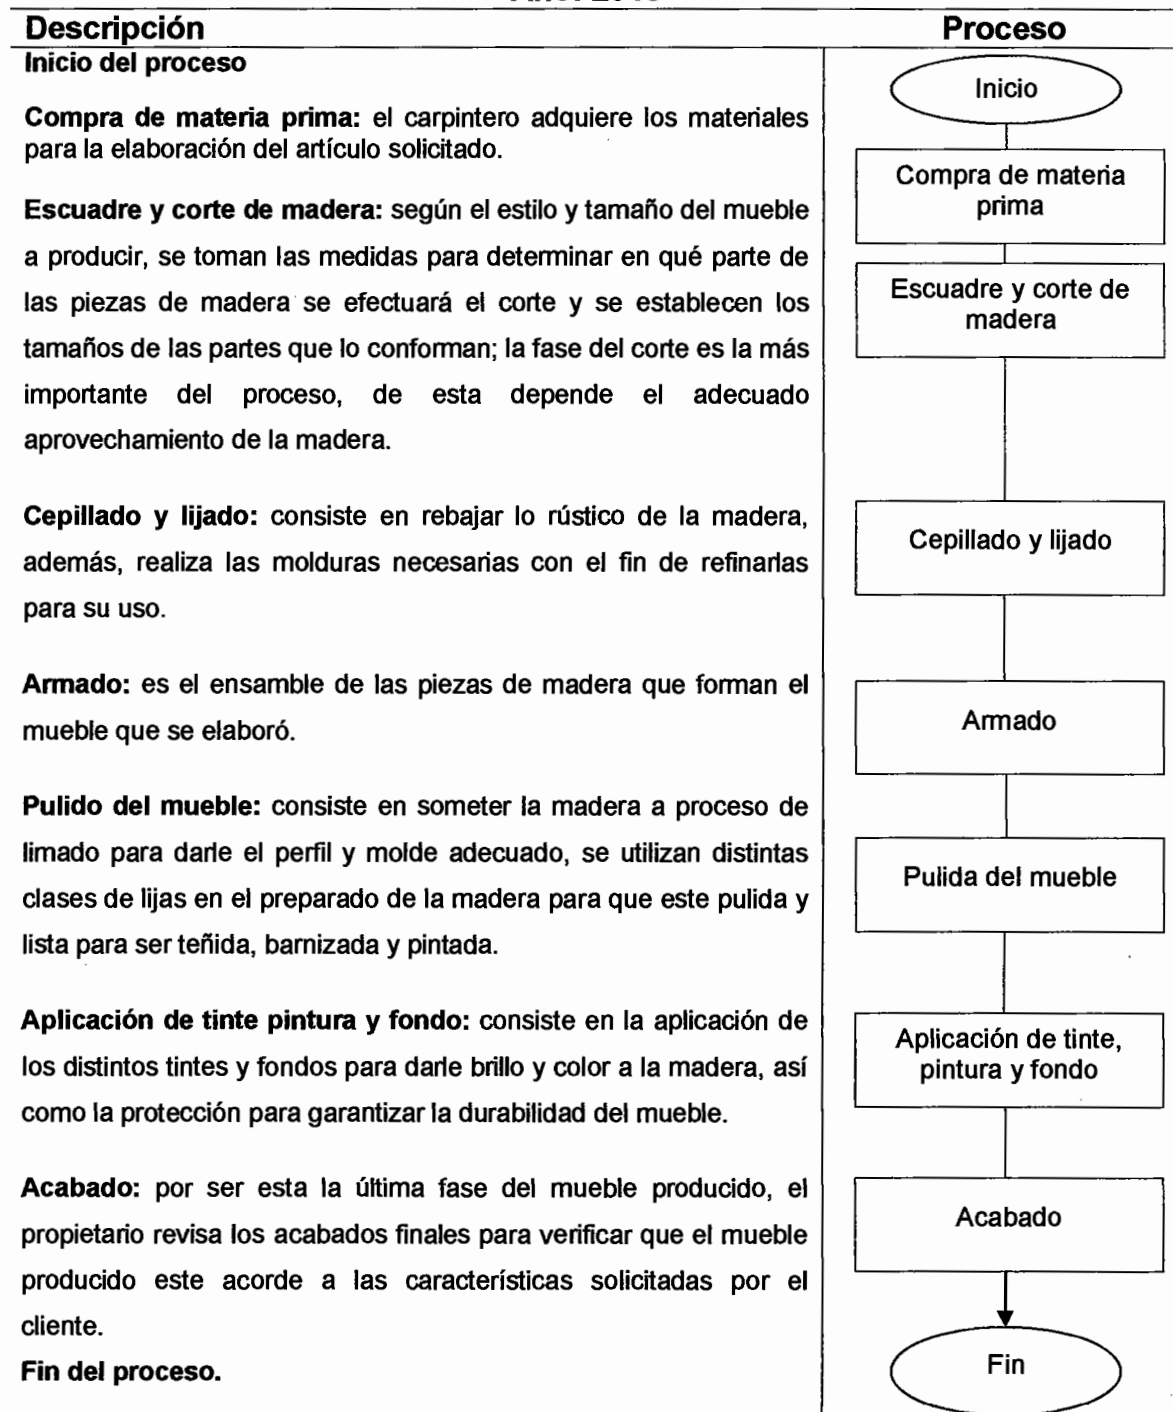 Descripción Proceso
Inicio del proceso
Inicio
Compra de materia prima: el carpintero adquiere los materiales
para la elaboración del artículo solicitado.
Compra de materia
prima
Escuadre y corte de madera: según el estilo y tamaño del mueble
a producir, se toman las medidas para determinar en qué parte de
las piezas de madera se efectuará el corte y se establecen los
tamaños de las partes que lo conforman; la fase del corte es la más
importante del proceso, de esta depende el adecuado
aprovechamiento de la madera.
Escuadre y corte de
madera
Cepillado y lijado: consiste en rebajar lo rústico de la madera,
además, realiza las molduras necesarias con el fin de refinarlas
para su uso.
Cepillado y lijado
Armado: es el ensamble de las piezas de madera que forman el
mueble que se elaboró.
Armado
Pulido del mueble: consiste en someter la madera a proceso de
limado para darle el perfil y molde adecuado, se utilizan distintas
clases de lijas en el preparado de la madera para que este pulida y
lista para ser teñida, barnizada y pintada.
Pulida del mueble
Aplicación de tinte pintura y fondo: consiste en la aplicación de
los distintos tintes y fondos para darle brillo y color a la madera, así
como la protección para garantizar la durabilidad del mueble.
Aplicación de tinte,
pintura y fondo
Acabado: por ser esta la última fase del mueble producido, el
propietario revisa los acabados finales para verificar que el mueble
producido este acorde a las características solicitadas por el
cliente.
Acabado
Fin del proceso.
Fin